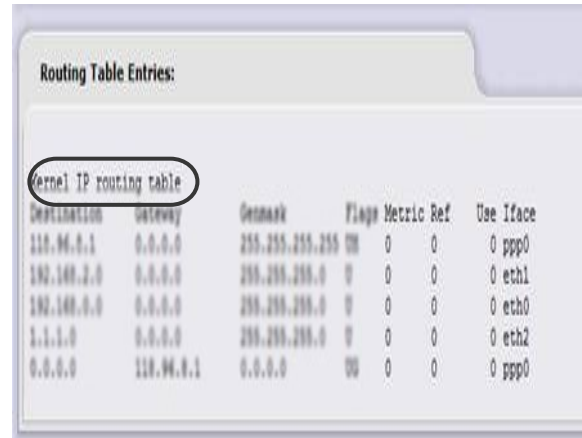 Routing Table Entries:
Kernel IP routing table
Destination Gateway Genmask Flags Metric Ref Use Iface
118.96.8.1 0.0.0.0 255.255.255.255 UH 0 0 0 ppp0
192.168.2.0 0.0.0.0 255.255.255.0 U 0 0 0 eth1
192.168.0.0 0.0.0.0 255.255.255.0 U 0 0 0 eth0
1.1.1.0 0.0.0.0 255.255.255.0 U 0 0 0 eth2
0.0.0.0 118.96.8.1 0.0.0.0 UG 0 0 0 ppp0